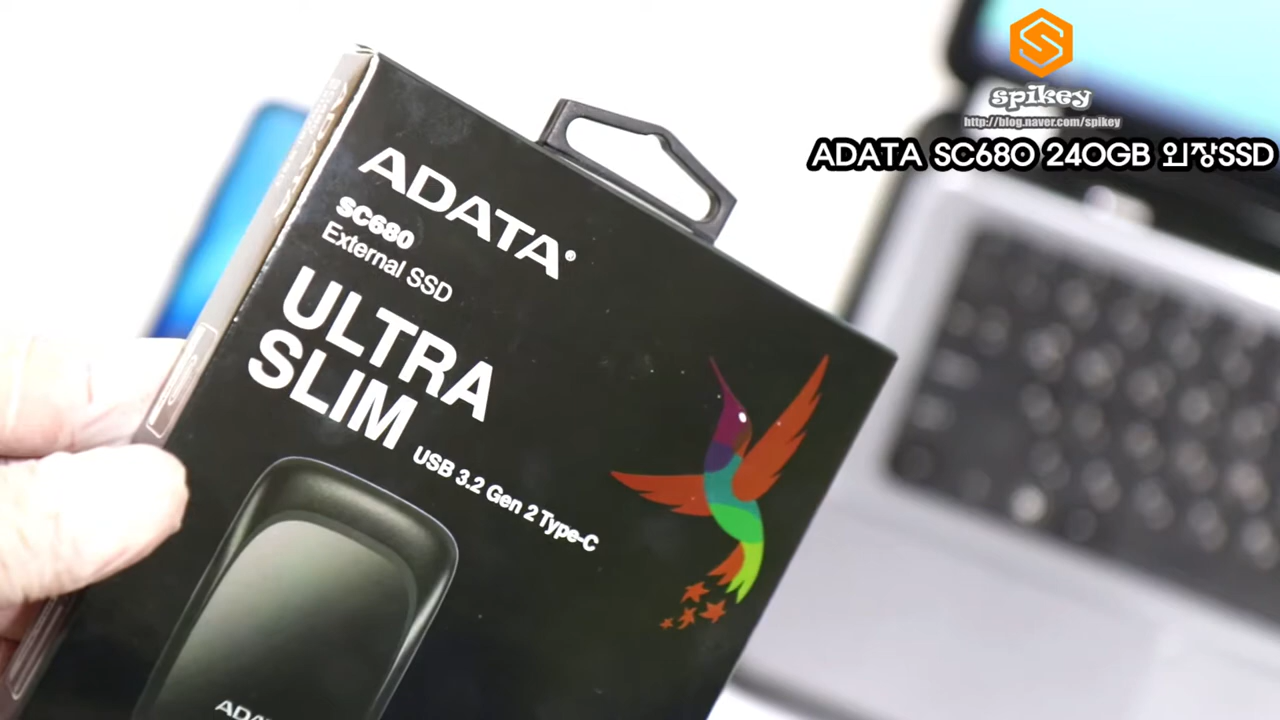 spikey
http://blog.naver.com/spikey
ADATA SC680 240GB 외장SSD
ADATA®
SC680
External SSD
ULTRA
SLIM
USB 3.2 Gen 2 Type-C
ADATA